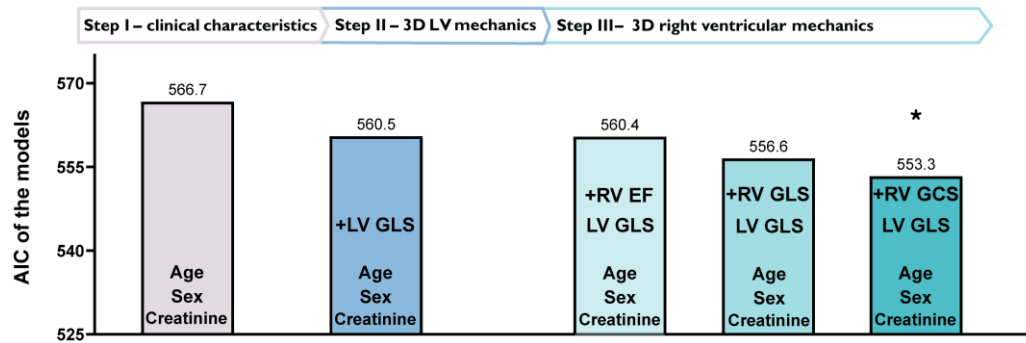 Step I – clinical characteristics
Step II – 3D LV mechanics
Step III– 3D right ventricular mechanics
AIC of the models
570
555
540
525
566.7
Age
Sex
Creatinine
560.5
+LV GLS
Age
Sex
Creatinine
560.4
+RV EF
LV GLS
Age
Sex
Creatinine
556.6
+RV GLS
LV GLS
Age
Sex
Creatinine
*
553.3
+RV GCS
LV GLS
Age
Sex
Creatinine